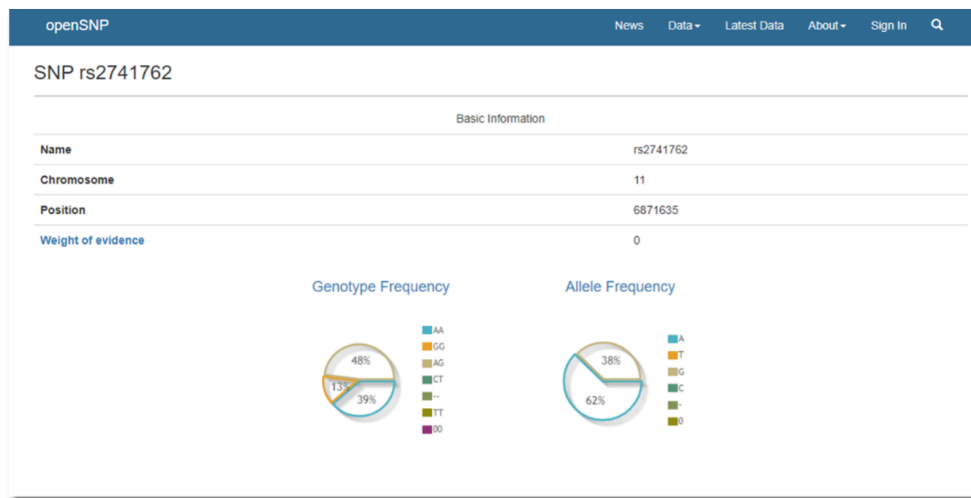 openSNP News Data Latest Data About Sign In
SNP rs2741762
Basic Information
Name rs2741762
Chromosome 11
Position 6871635
Weight of evidence 0
Genotype Frequency Allele Frequency
48%
13%
39%
AA
GG
AG
CT
--
TT
00
38%
62%
A
T
G
C
-
0